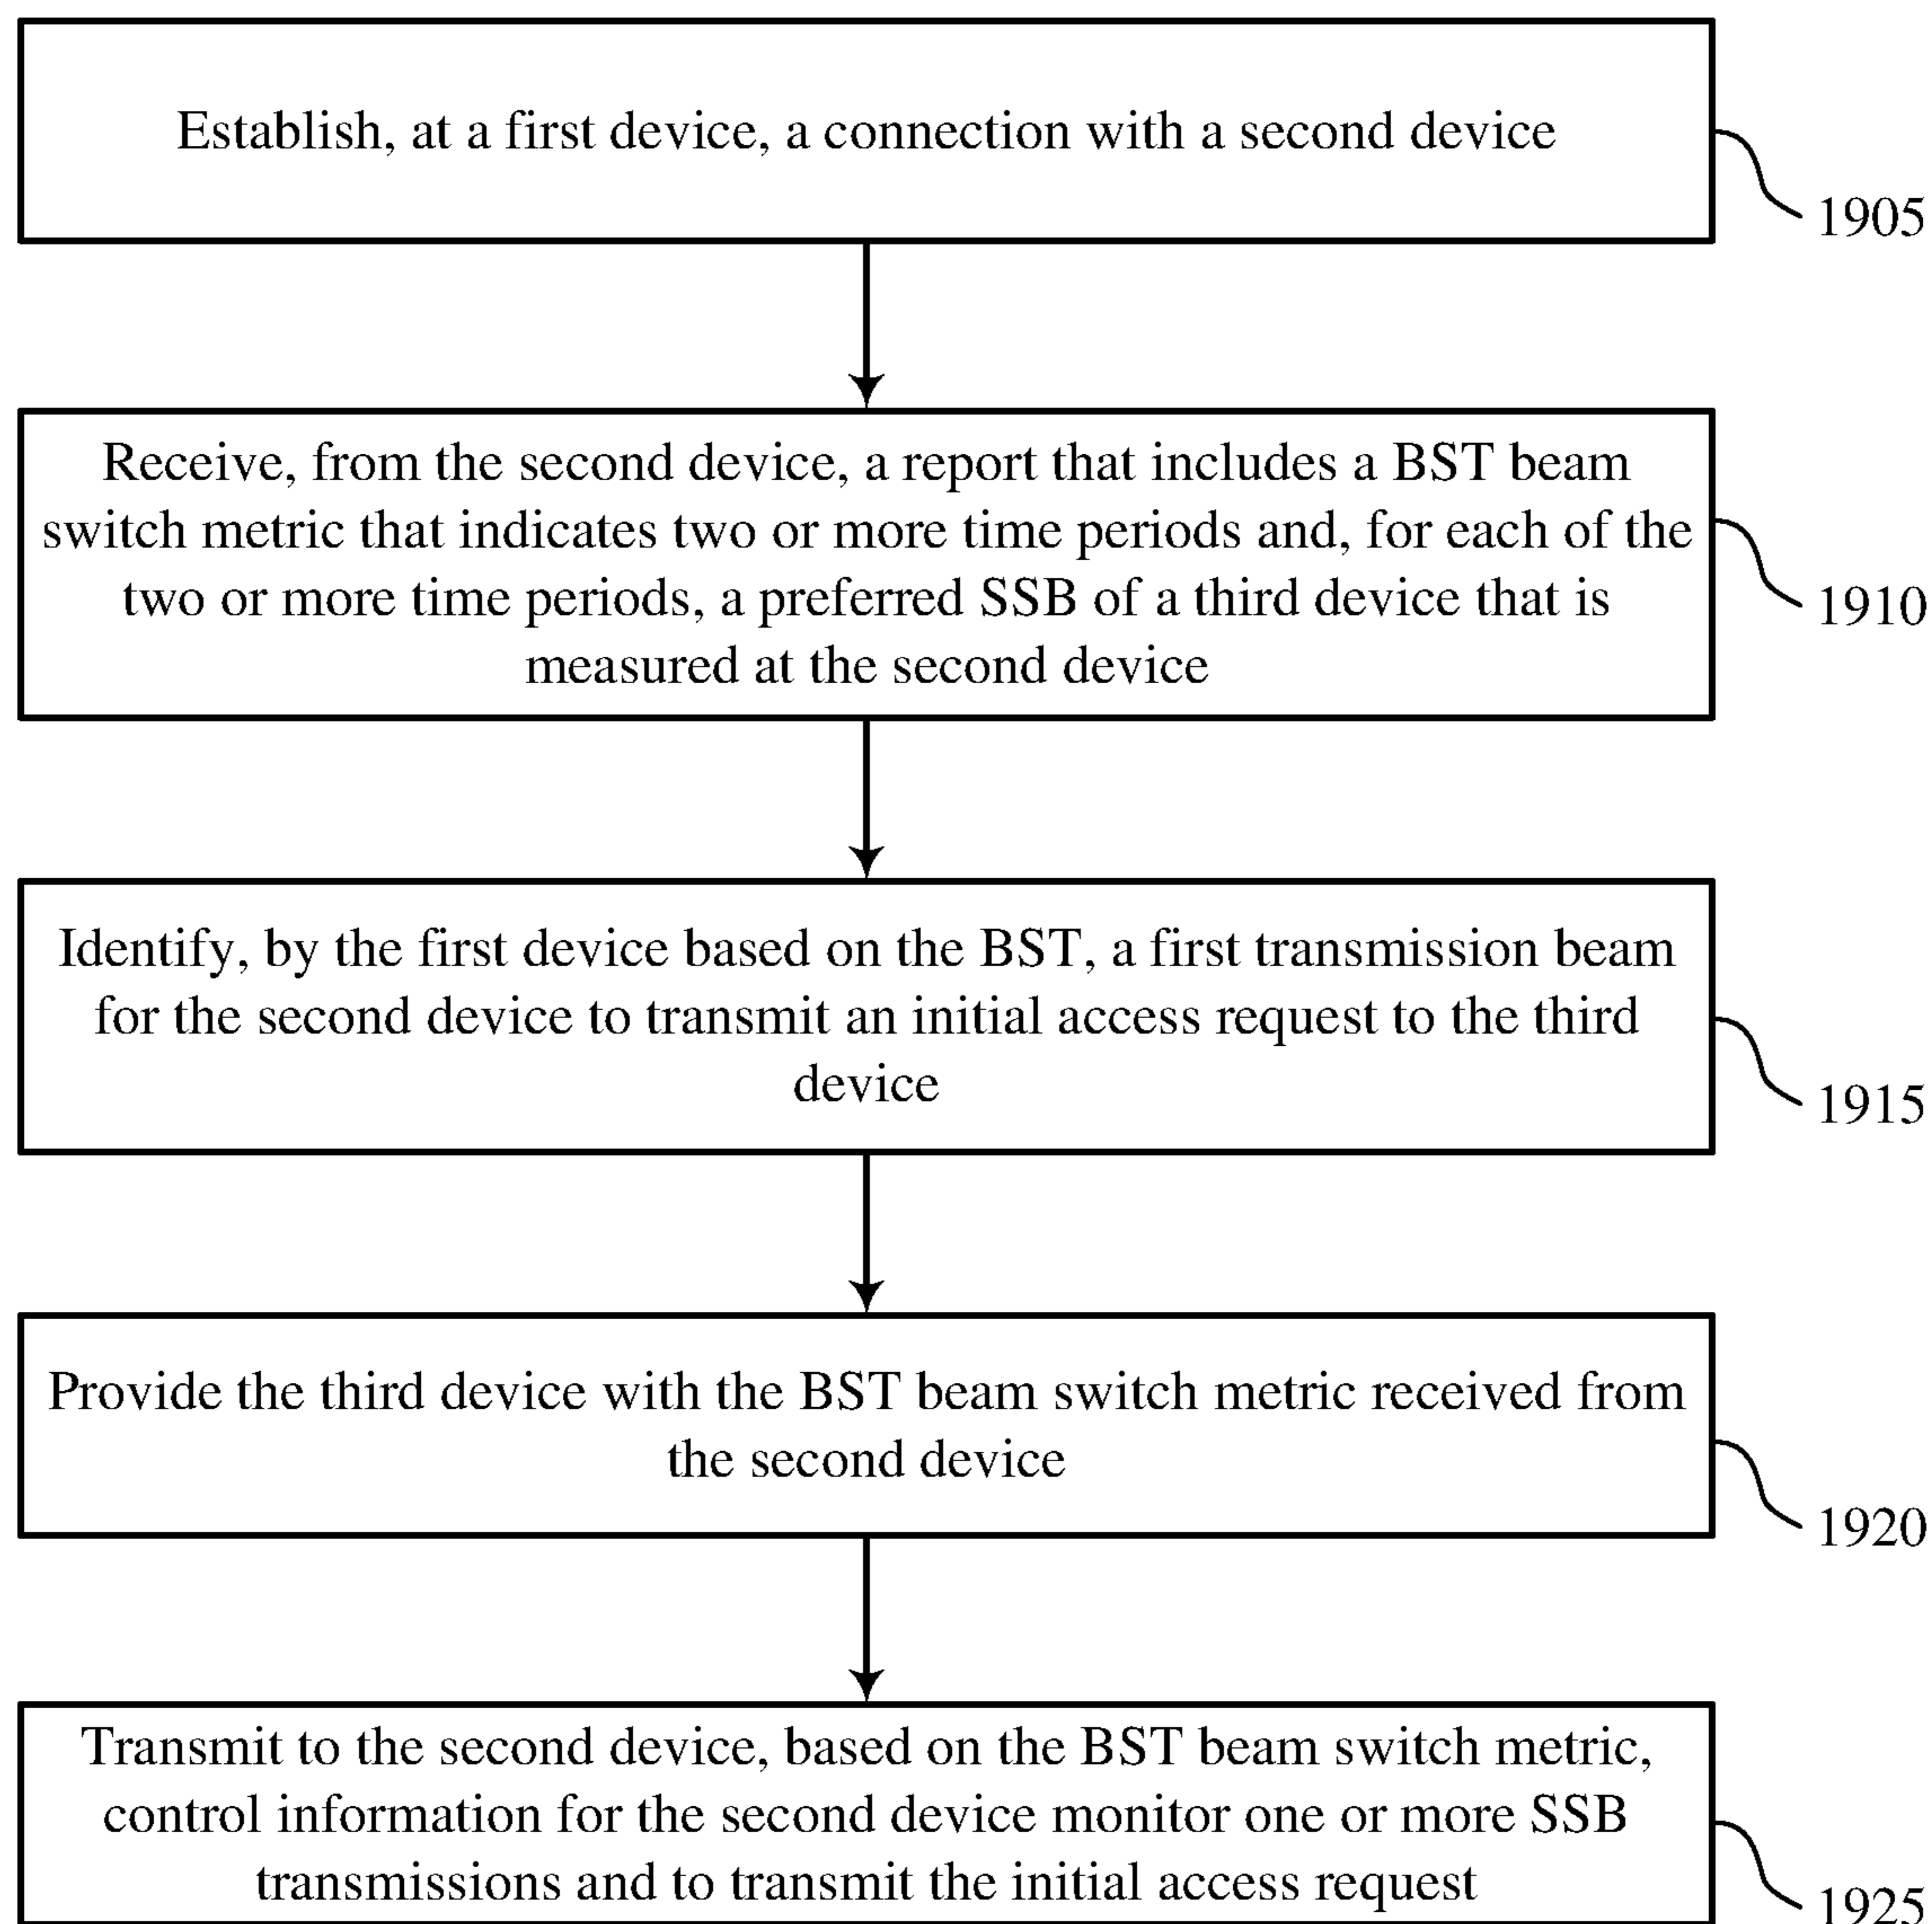 Establish, at a first device, a connection with a second device
1905
Receive, from the second device, a report that includes a BST beam
switch metric that indicates two or more time periods and, for each of the
two or more time periods, a preferred SSB of a third device that is
measured at the second device
1910
Identify, by the first device based on the BST, a first transmission beam
for the second device to transmit an initial access request to the third
device
1915
Provide the third device with the BST beam switch metric received from
the second device
1920
Transmit to the second device, based on the BST beam switch metric,
control information for the second device monitor one or more SSB
transmissions and to transmit the initial access request
1925